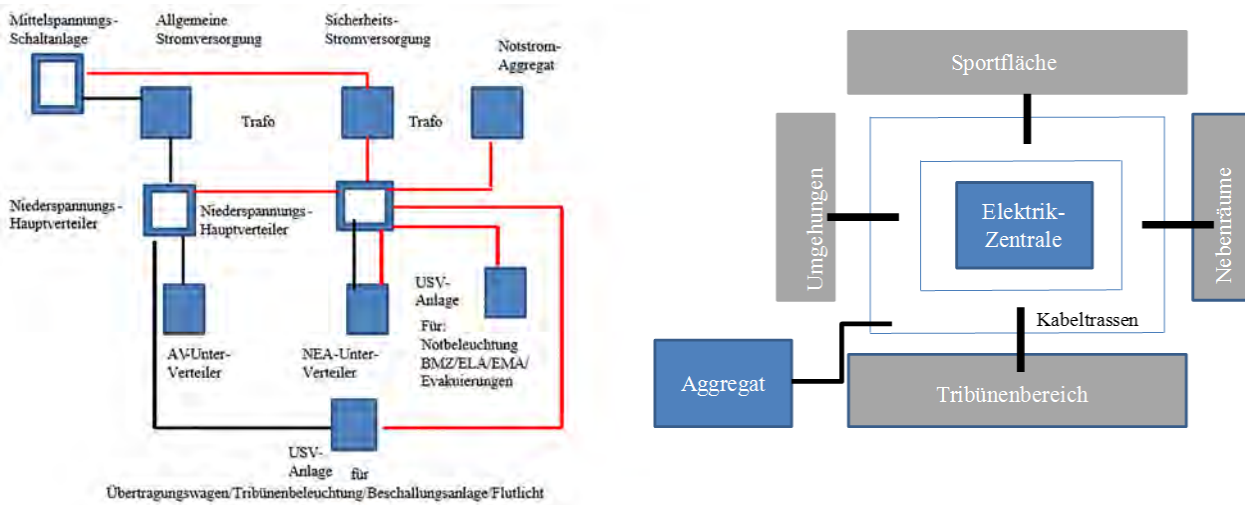 Mittelspannungs-
Schaltanlage
Allgemeine
Stromversorgung
Sicherheits-
Stromversorgung
Notstrom-
Aggregat
Trafo
Trafo
Niederspannungs-
Hauptverteiler
Niederspannungs-
Hauptverteiler
USV-
Anlage
Für:
Notbeleuchtung
BMZ/ELA/EMA/
Evakuierungen
AV-Unter-
Verteiler
NEA-Unter-
Verteiler
USV-
Anlage für
Übertragungswagen/Tribünenbeleuchtung/Beschallungsanlage/Flutlicht
Sportfläche
Umgehungen
Elektrik-
Zentrale
Nebenräume
Kabeltrassen
Aggregat
Tribünenbereich